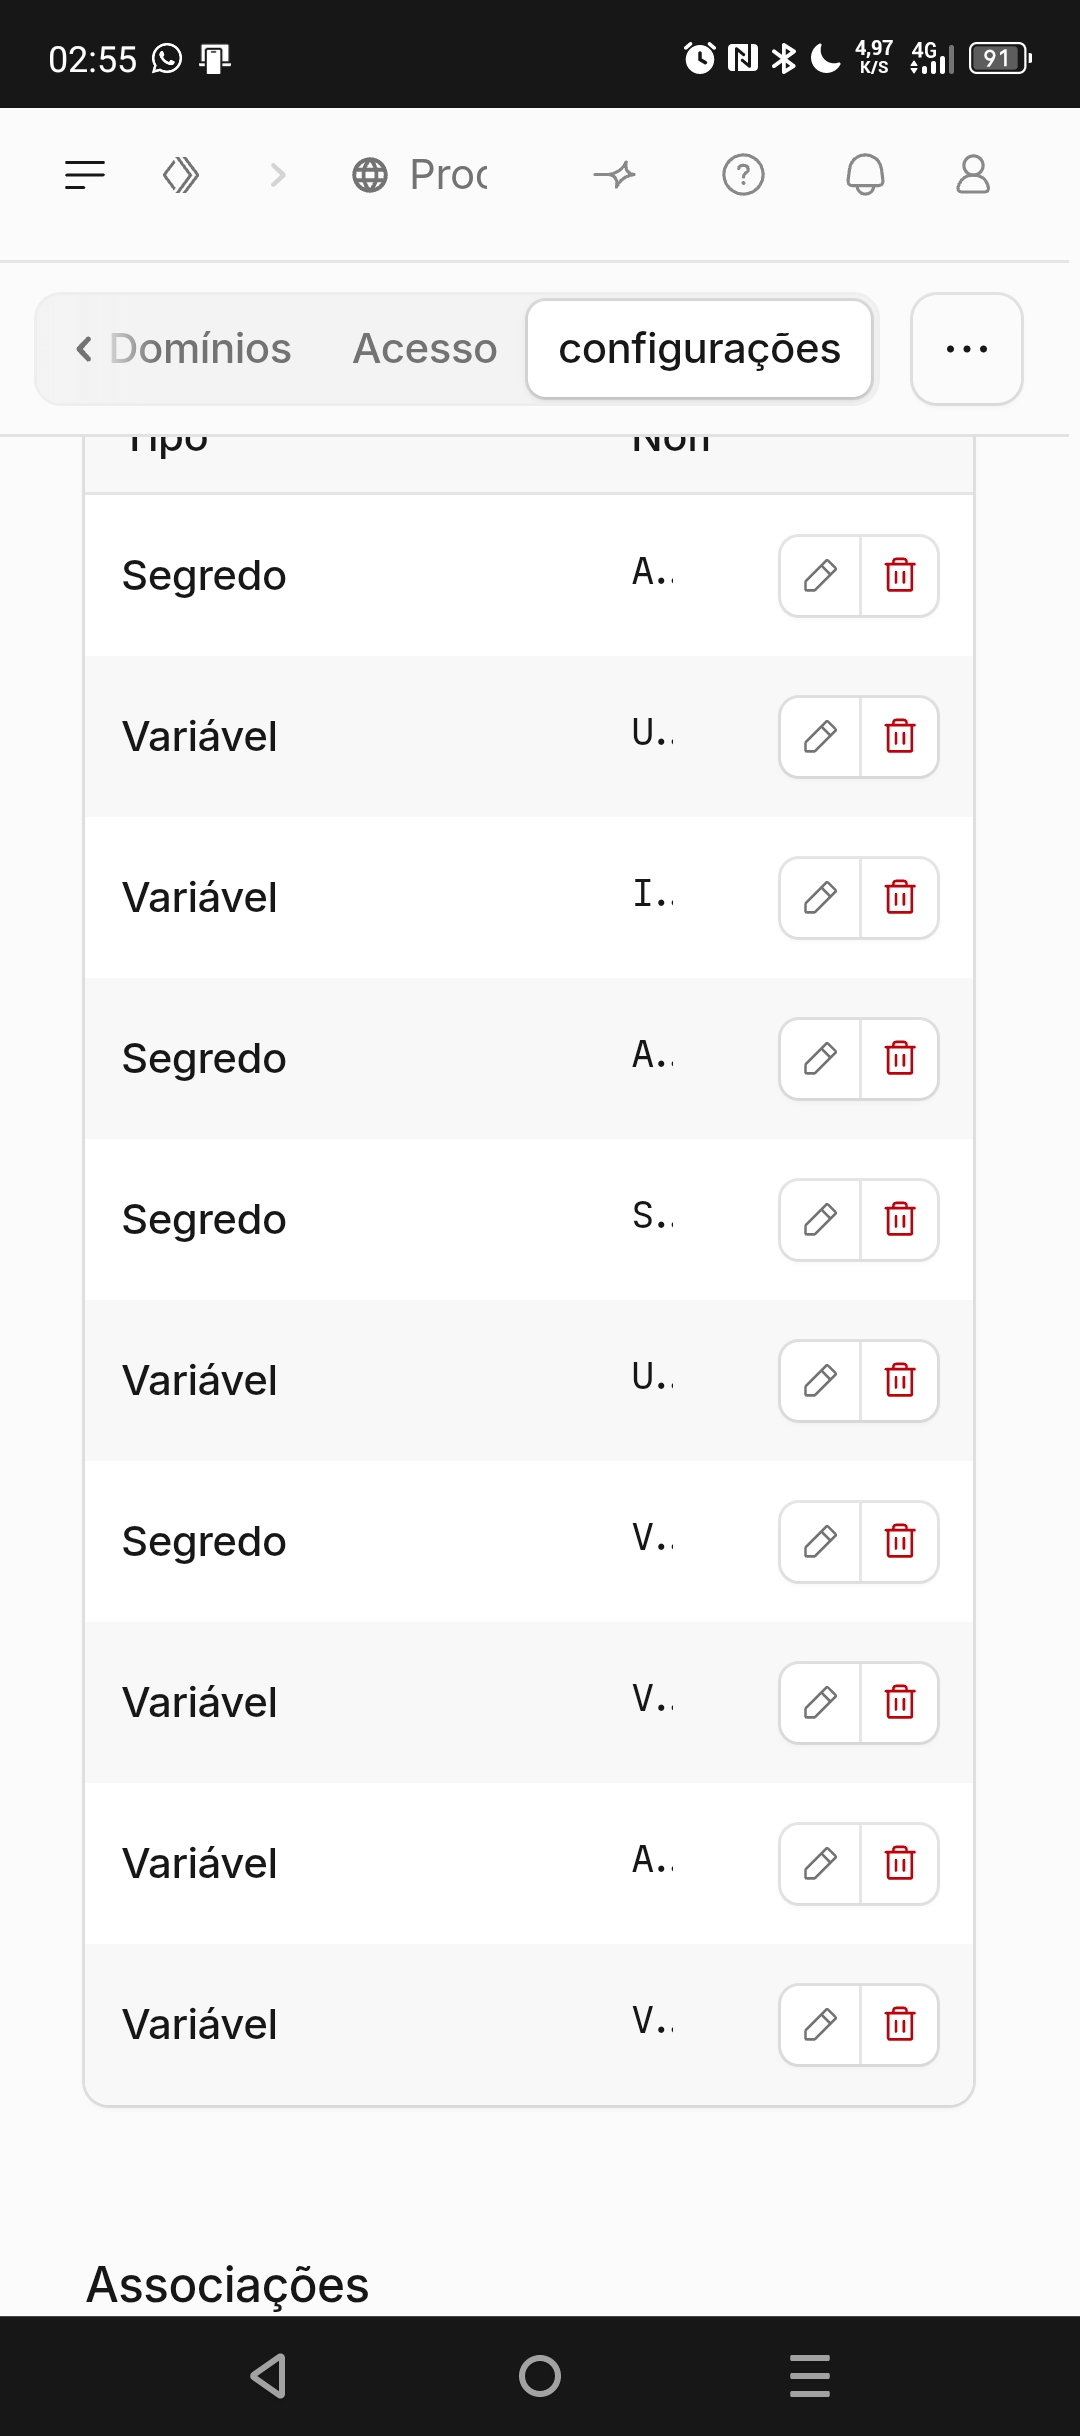 02:55
4,97
K/S
4G
91
Proc
Domínios
Acesso
configurações
Tipo
Segredo
A..
Variável
U..
Variável
I..
Segredo
A..
Segredo
S..
Variável
U..
Segredo
V..
Variável
V..
Variável
A..
Variável
V..
Associações